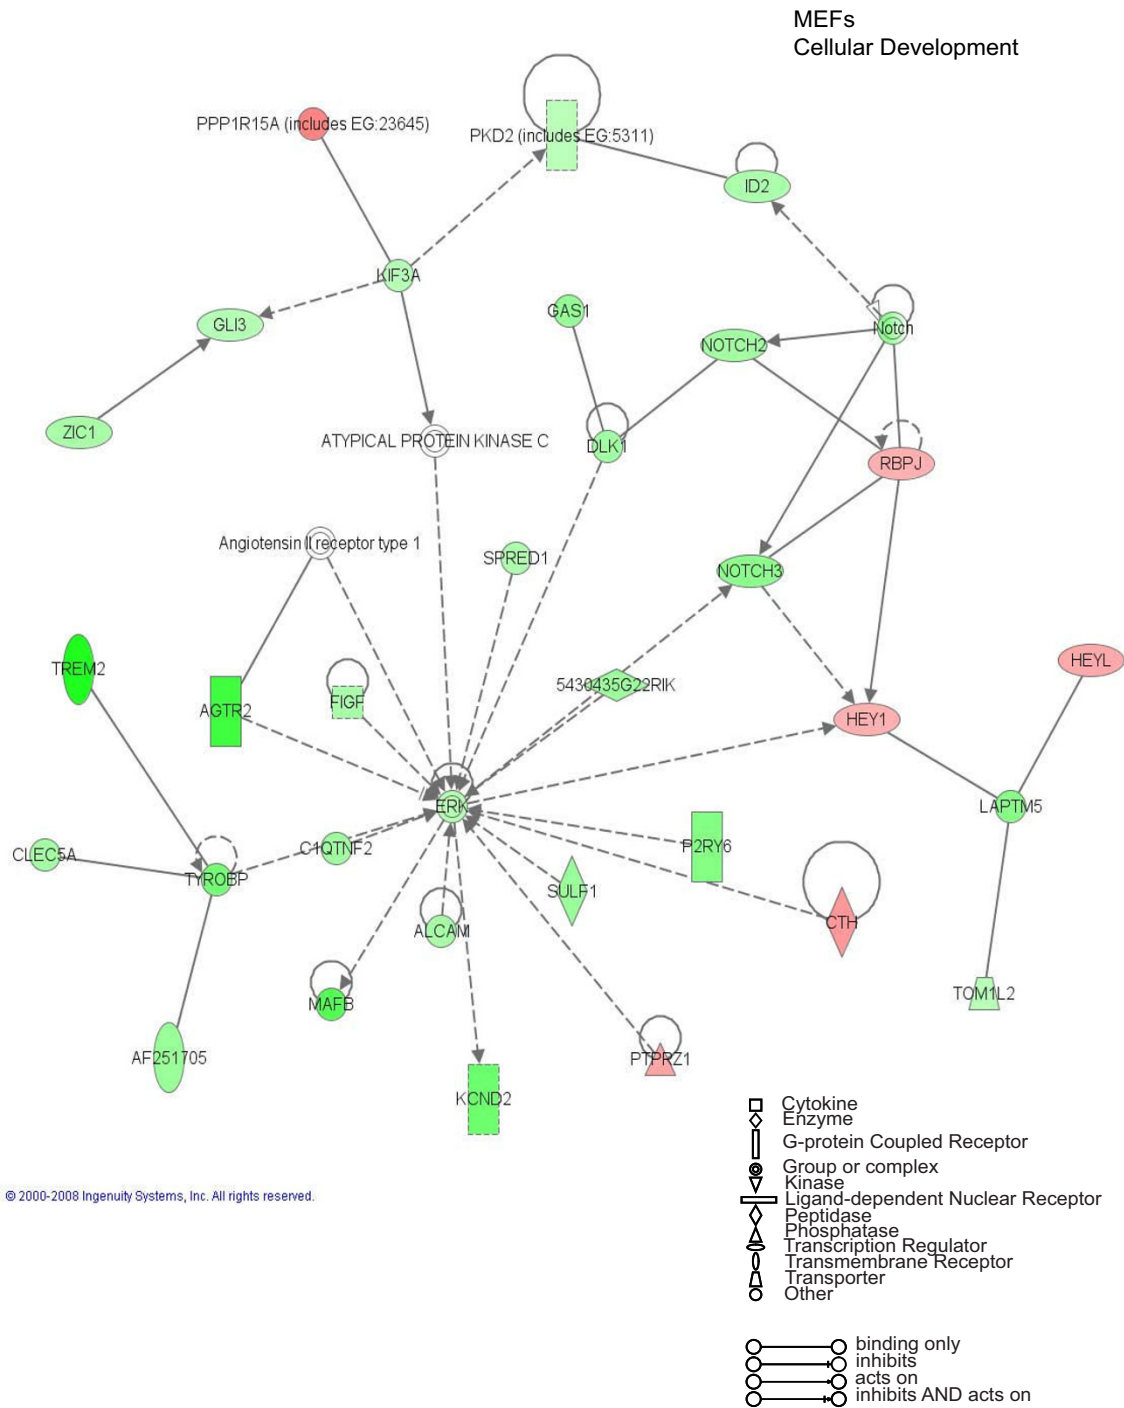 MEFs
Cellular Development
PPP1R15A (includes EG:23645)
PKD2 (includes EG:5311)
ID2
KIF3A
GLI3
GAS1
Notch
NOTCH2
ZIC1
ATYPICAL PROTEIN KINASE C
DLK1
RBPJ
Angiotensin II receptor type 1
SPRED1
NOTCH3
TREM2
HEYL
5430435G22RIK
AGTR2
FIGF
HEY1
ERK
LAPTM5
C1QTNF2
P2RY6
CLEC5A
TYROBP
SULF1
ALCAM
CTH
TOM1L2
MAFB
AF251705
PTPRZ1
KCND2
Cytokine
Enzyme
G-protein Coupled Receptor
Group or complex
Kinase
Ligand-dependent Nuclear Receptor
Peptidase
Phosphatase
Transcription Regulator
Transmembrane Receptor
Transporter
Other
© 2000-2008 Ingenuity Systems, Inc. All rights reserved.
binding only
inhibits
acts on
inhibits AND acts on